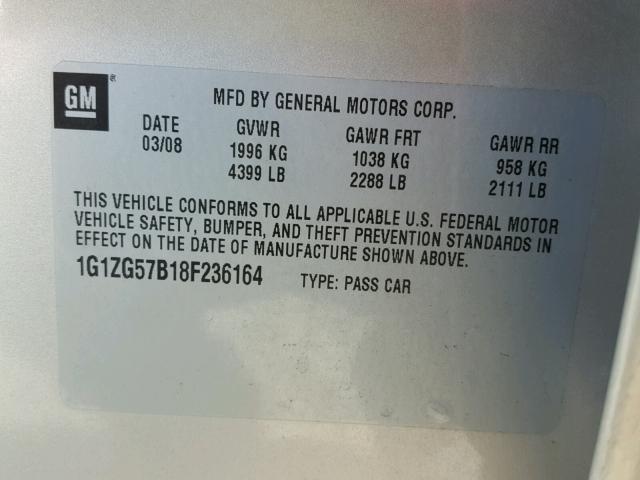 GM®
MFD BY GENERAL MOTORS CORP.
DATE GVWR GAWR FRT GAWR RR
03/08 1996 KG 1038 KG 958 KG
4399 LB 2288 LB 2111 LB
THIS VEHICLE CONFORMS TO ALL APPLICABLE U.S. FEDERAL MOTOR
VEHICLE SAFETY, BUMPER, AND THEFT PREVENTION STANDARDS IN
EFFECT ON THE DATE OF MANUFACTURE SHOWN ABOVE.
1G1ZG57B18F236164 TYPE: PASS CAR